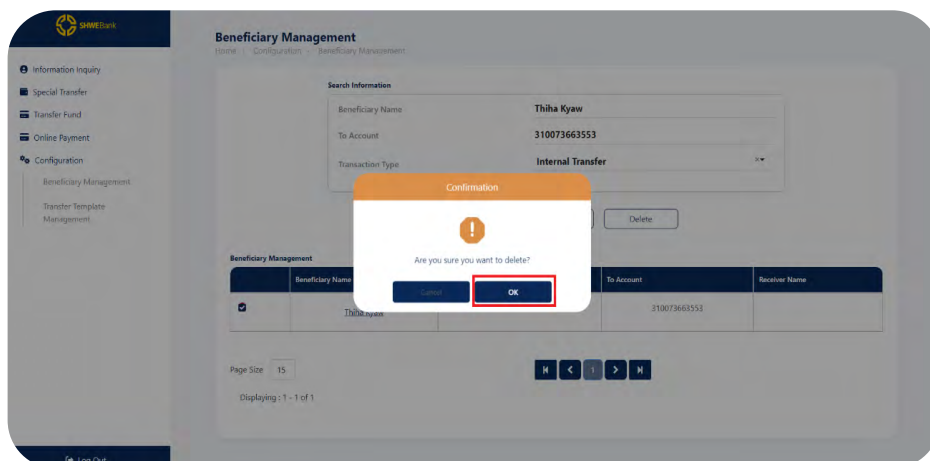 SHWEBank
Information Inquiry
Special Transfer
Transfer Fund
Online Payment
Configuration
Beneficiary Management
Transfer Template
Management
Log Out
Beneficiary Management
Home | Configuration | Beneficiary Management
Search Information
Beneficiary Name Thiha Kyaw
To Account 310073663553
Transaction Type Internal Transfer ×
Delete
Confirmation
!
Are you sure you want to delete?
Cancel OK
Beneficiary Management
Beneficiary Name To Account Receiver Name
Thiha Kyaw 310073663553
Page Size 15
1
Displaying : 1 - 1 of 1